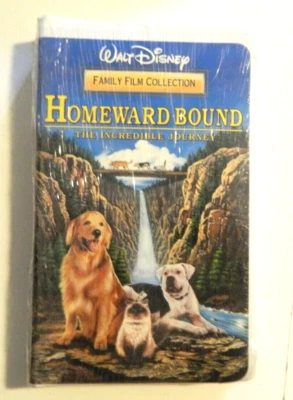 WALT DISNEY
FAMILY FILM COLLECTION
HOMEWARD BOUND
THE INCREDIBLE JOURNEY